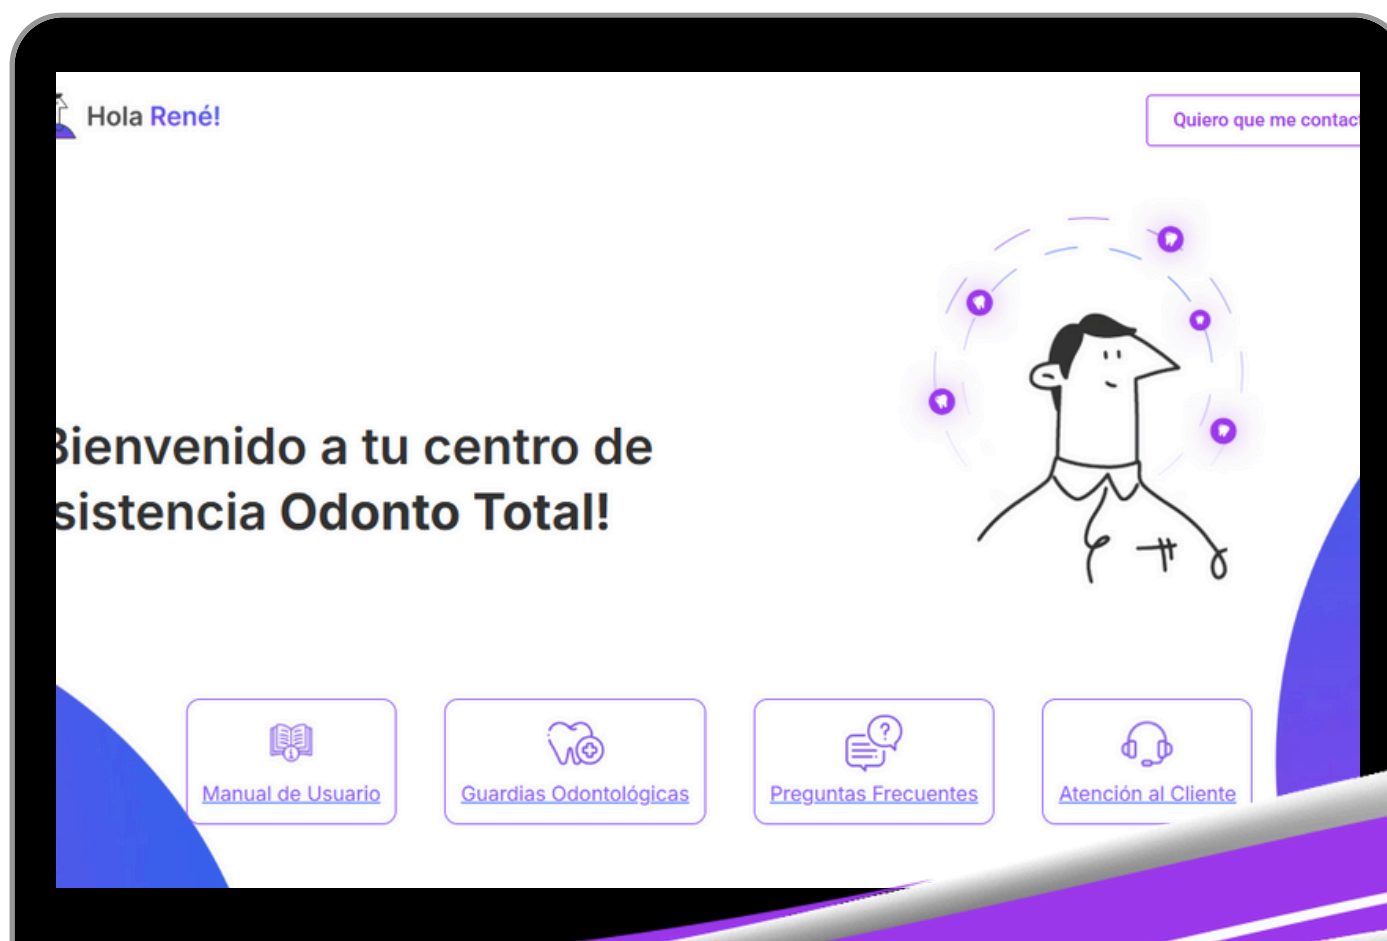 Hola René!
Quiero que me contac
Bienvenido a tu centro de
sistencia Odonto Total!
Manual de Usuario
Guardias Odontológicas
Preguntas Frecuentes
Atención al Cliente